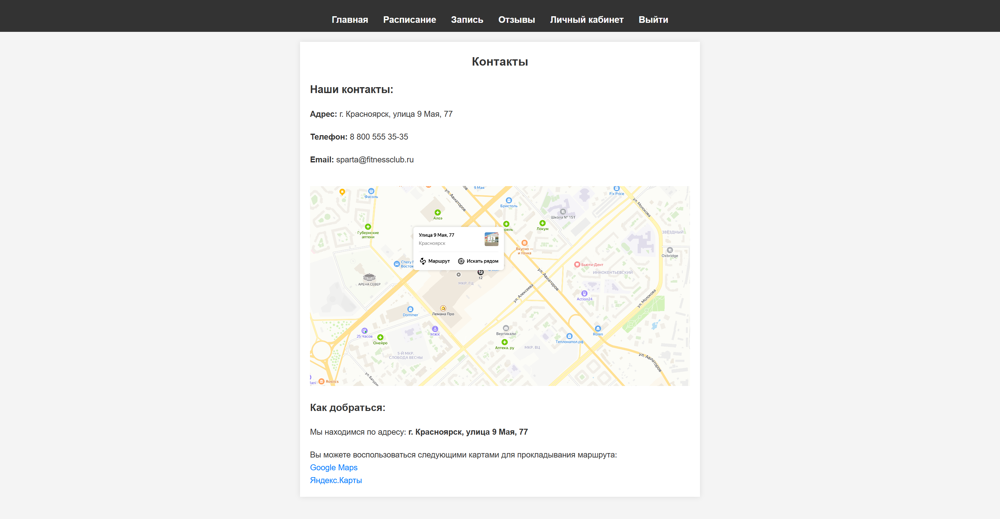 Главная Расписание Запись Отзывы Личный кабинет Выйти
Контакты
Наши контакты:
Адрес: г. Красноярск, улица 9 Мая, 77
Телефон: 8 800 555 35-35
Email: sparta@fitnessclub.ru
9 Мая
Fix Price
Фасоль
ул. Авиаторов
Бристоль
ул. Молокова
Школа № 151
Алоэ
Локум
Губернские
аптеки
ЗВЁЗДНЫЙ
Улица 9 Мая, 77
Красноярск
Маршрут
Искать рядом
Вкусно —
и точка
Oxbridge
Chery
Восток
Бьюти-Дент
ИННОКЕНТЬЕВСКИЙ
ул. Авиаторов
t2
t2
АРЕНА СЕВЕР
МКР. ГЦ
ул. Алексеева
Action24
ул. Молокова
Лемана Про
Dommer
25 Часов
МЖК
Вертикали
Rolen
Онейро
Теплонапол.рф
Аптека. ру
МКР. ВЦ
5-Й МКР.
СЛОБОДА ВЕСНЫ
ул. Авиаторов
Rostics
Как добраться:
Мы находимся по адресу: г. Красноярск, улица 9 Мая, 77
Вы можете воспользоваться следующими картами для прокладывания маршрута:
Google Maps
Яндекс.Карты